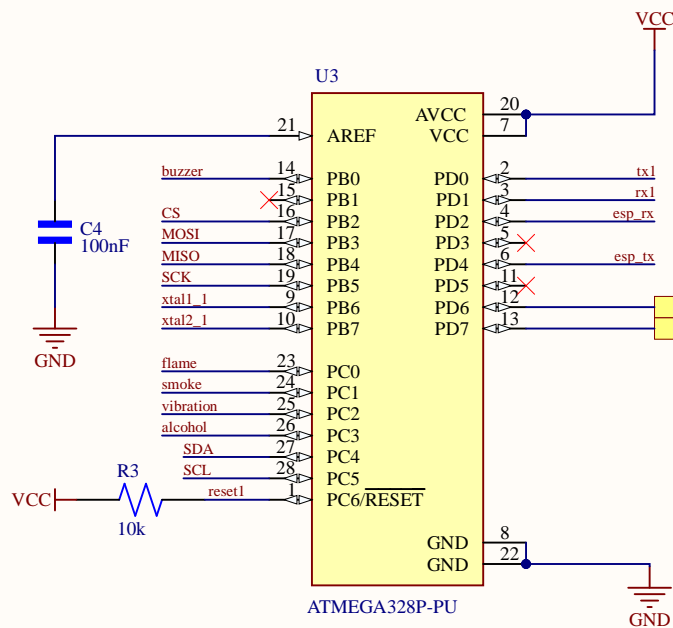 VCC
U3
AVCC 20
VCC 7
21 AREF
buzzer 14 PB0 PD0 2 tx1
15 PB1 PD1 3 rx1
CS 16 PB2 PD2 4 esp_rx
MOSI 17 PB3 PD3 5
MISO 18 PB4 PD4 6 esp_tx
SCK 19 PB5 PD5 11
xtal1_1 9 PB6 PD6 12
xtal2_1 10 PB7 PD7 13
C4
100nF
GND
flame 23 PC0
smoke 24 PC1
vibration 25 PC2
alcohol 26 PC3
SDA 27 PC4
SCL 28 PC5
R3
VCC reset1 1 PC6/RESET
10k
GND 8
GND 22
ATMEGA328P-PU
GND